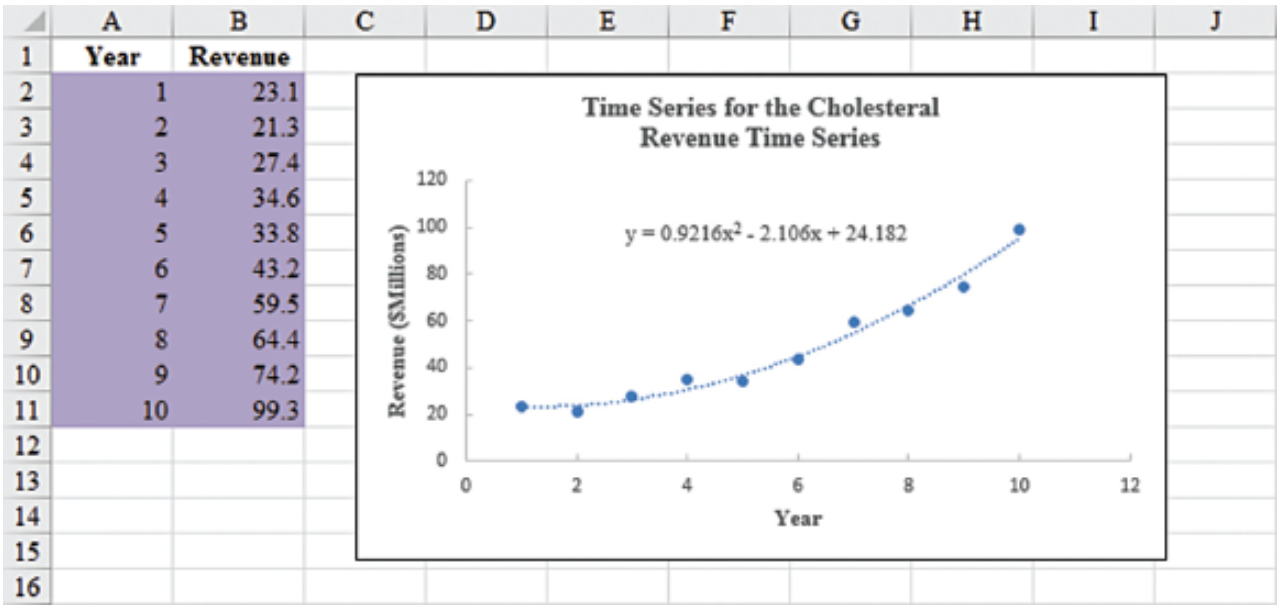 A B C D E F G H I J
1 Year Revenue
2 1 23.1
3 2 21.3
4 3 27.4
5 4 34.6
6 5 33.8
7 6 43.2
8 7 59.5
9 8 64.4
10 9 74.2
11 10 99.3
12
13
14
15
16
Time Series for the Cholesteral
Revenue Time Series
y = 0.9216x² - 2.106x + 24.182
Revenue ($Millions)
120
100
80
60
40
20
0
0 2 4 6 8 10 12
Year